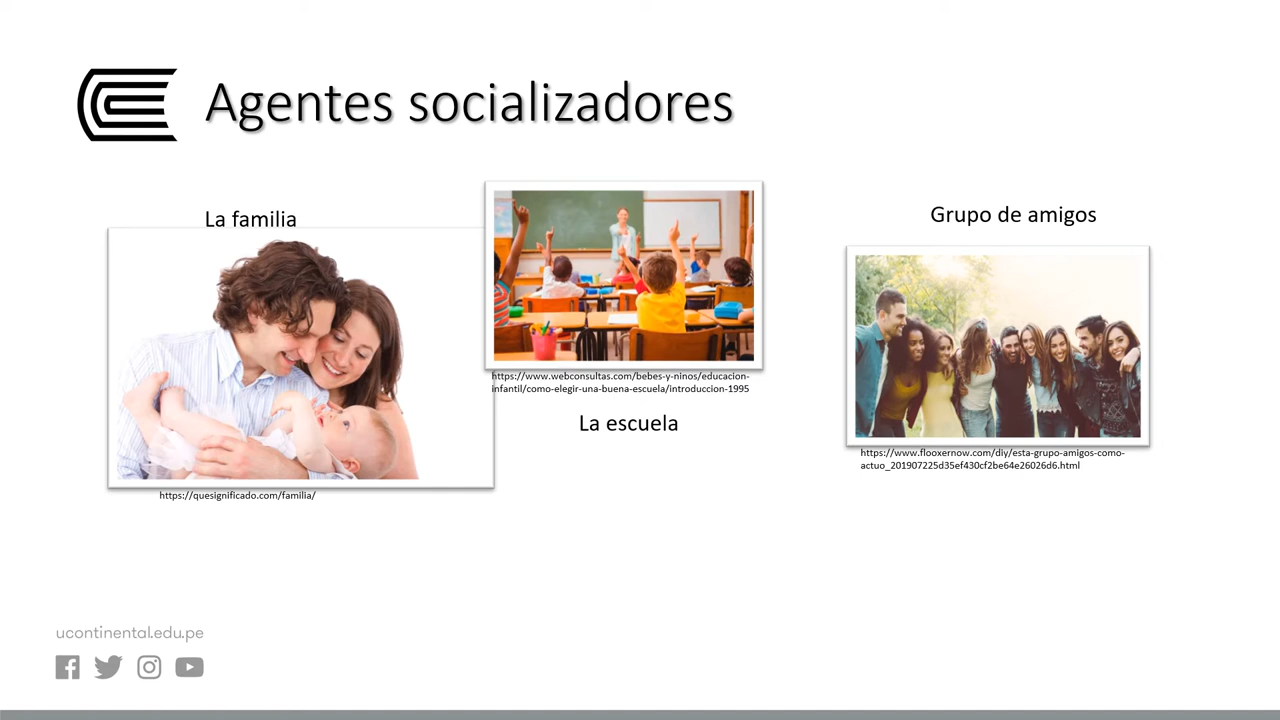 Agentes socializadores
La familia
https://quesignificado.com/familia/
https://www.webconsultas.com/bebes-y-ninos/educacion-
infantil/como-elegir-una-buena-escuela/introduccion-1995
La escuela
Grupo de amigos
https://www.flooxernow.com/diy/esta-grupo-amigos-como-
actuo_201907225d35ef430cf2be64e26026d6.html
ucontinental.edu.pe